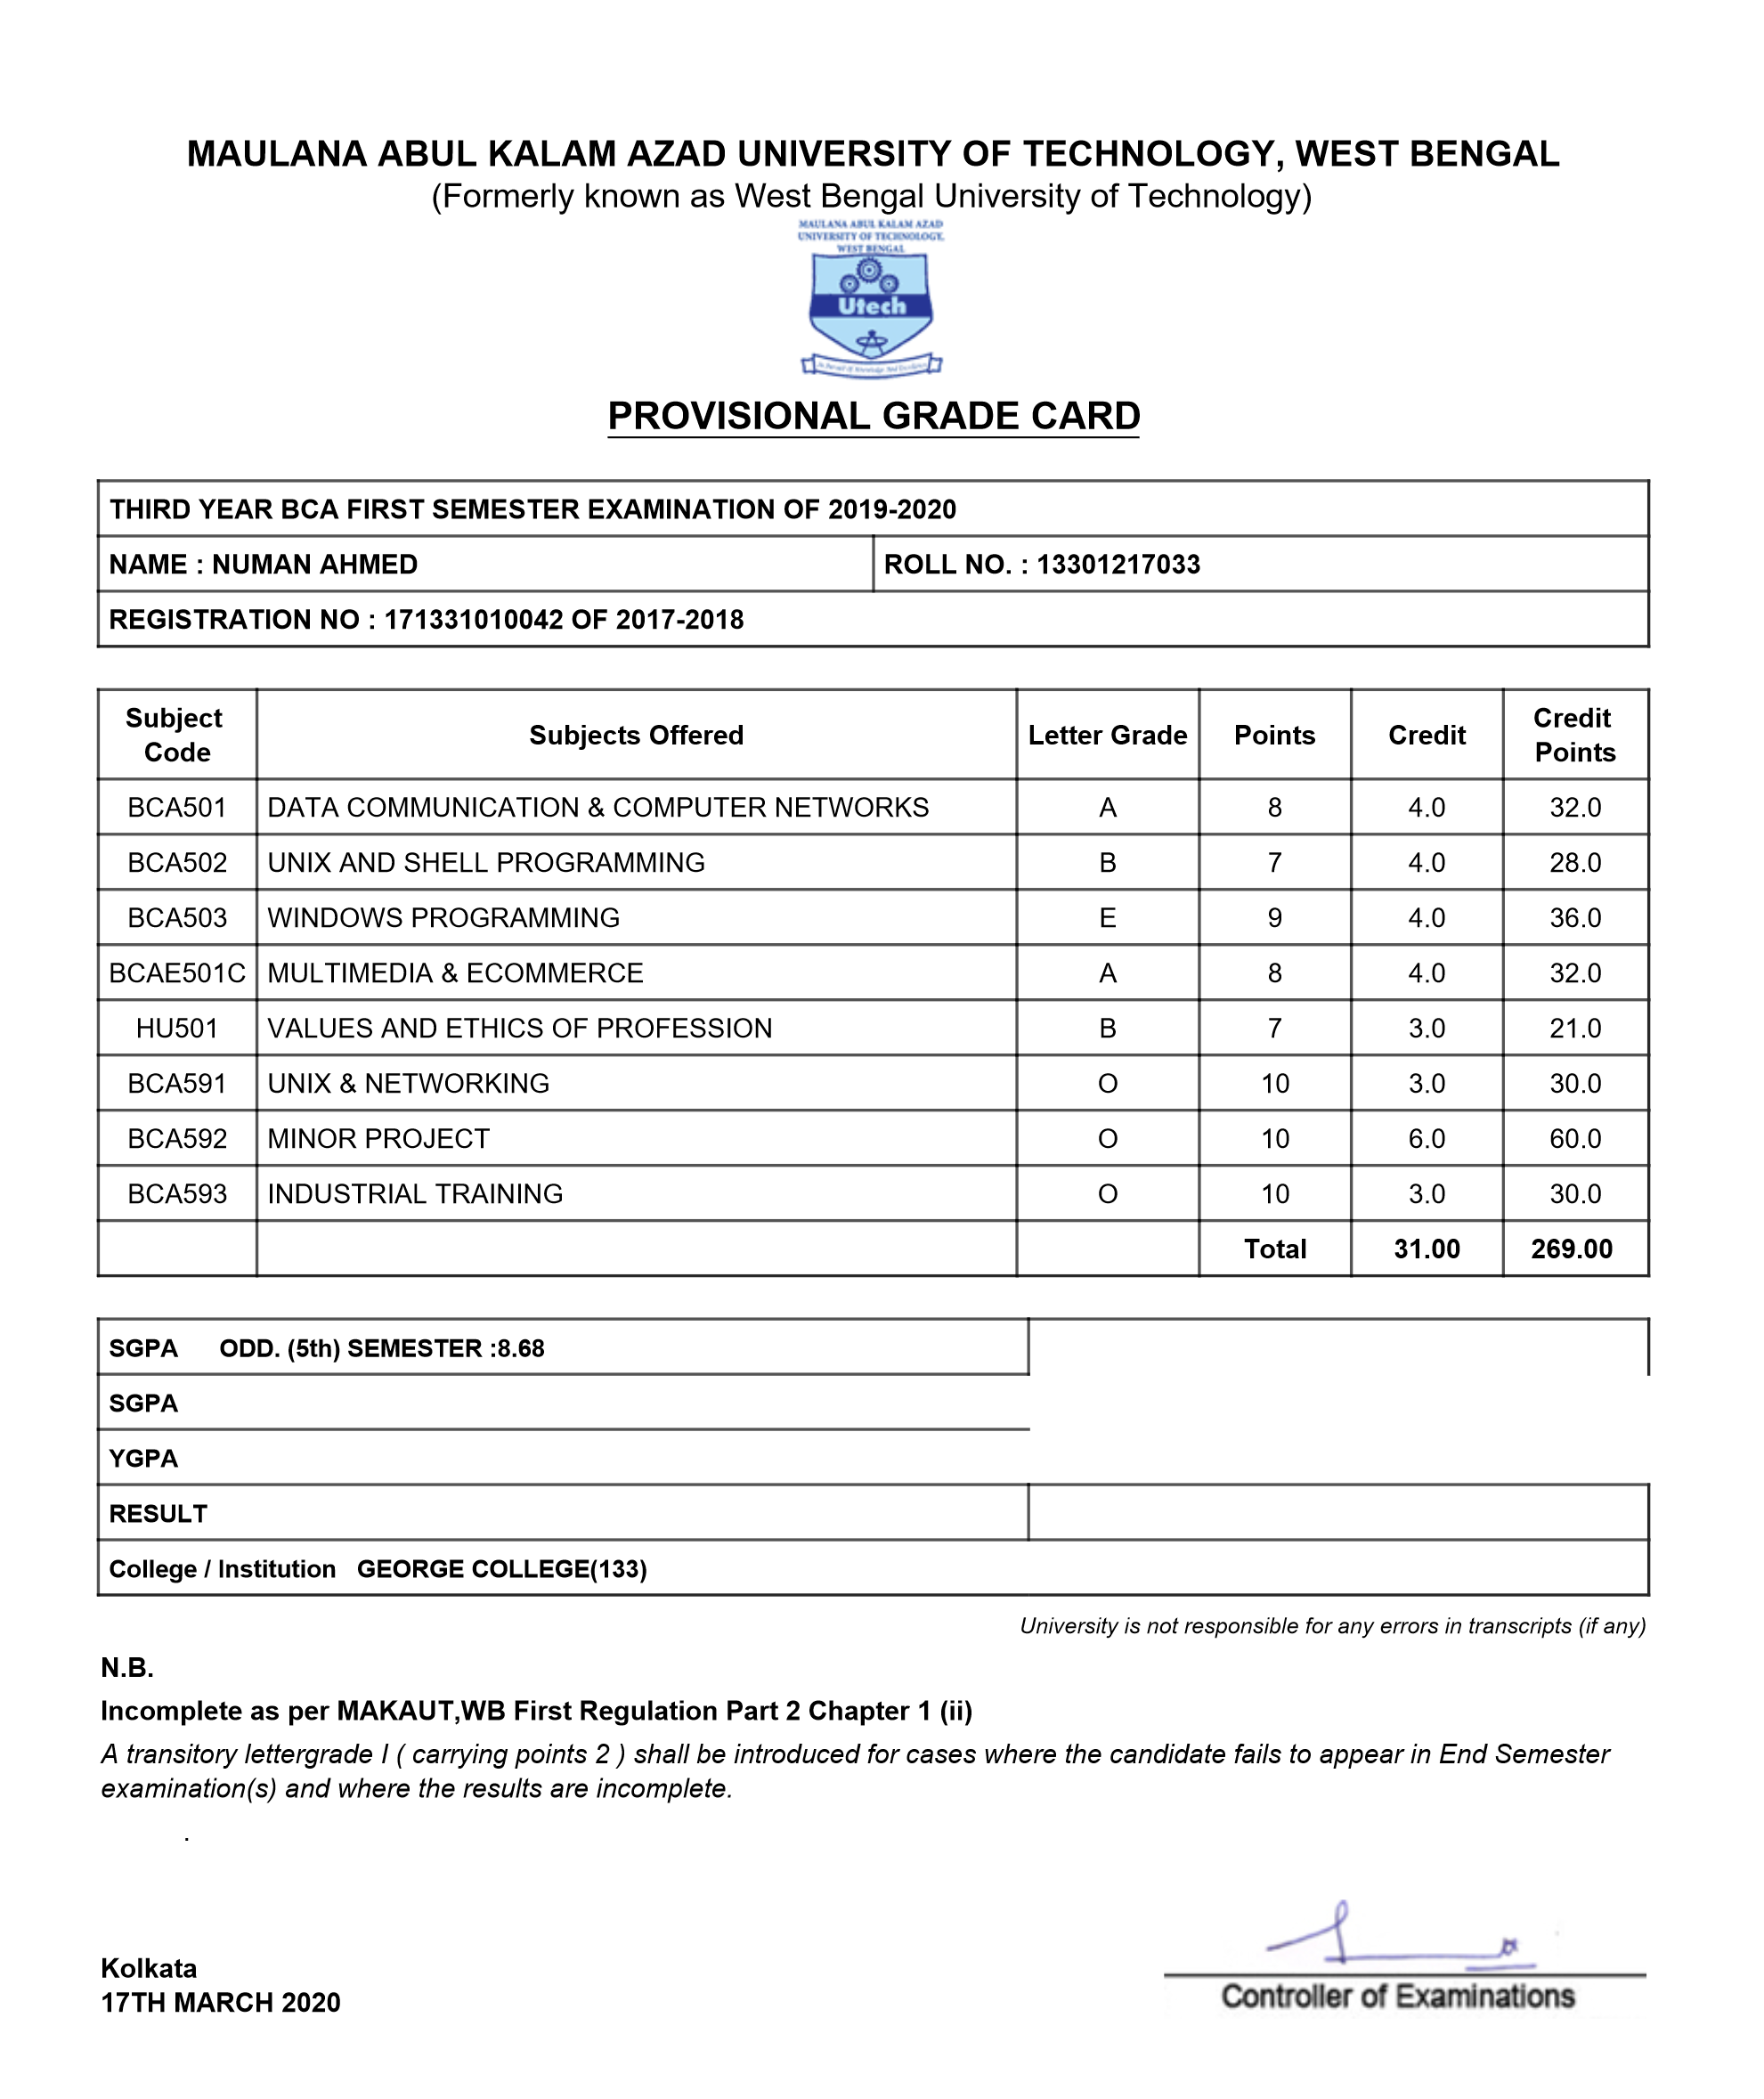 MAULANA ABUL KALAM AZAD UNIVERSITY OF TECHNOLOGY, WEST BENGAL
(Formerly known as West Bengal University of Technology)
MAULANA ABUL KALAM AZAD
UNIVERSITY OF TECHNOLOGY,
WEST BENGAL
Utech
In Pursuit of Knowledge And Excellence
PROVISIONAL GRADE CARD
THIRD YEAR BCA FIRST SEMESTER EXAMINATION OF 2019-2020
NAME : NUMAN AHMED ROLL NO. : 13301217033
REGISTRATION NO : 171331010042 OF 2017-2018
Subject Code Subjects Offered Letter Grade Points Credit Credit Points
BCA501 DATA COMMUNICATION & COMPUTER NETWORKS A 8 4.0 32.0
BCA502 UNIX AND SHELL PROGRAMMING B 7 4.0 28.0
BCA503 WINDOWS PROGRAMMING E 9 4.0 36.0
BCAE501C MULTIMEDIA & ECOMMERCE A 8 4.0 32.0
HU501 VALUES AND ETHICS OF PROFESSION B 7 3.0 21.0
BCA591 UNIX & NETWORKING O 10 3.0 30.0
BCA592 MINOR PROJECT O 10 6.0 60.0
BCA593 INDUSTRIAL TRAINING O 10 3.0 30.0
Total 31.00 269.00
SGPA ODD. (5th) SEMESTER :8.68
SGPA
YGPA
RESULT
College / Institution GEORGE COLLEGE(133)
University is not responsible for any errors in transcripts (if any)
N.B.
Incomplete as per MAKAUT,WB First Regulation Part 2 Chapter 1 (ii)
A transitory lettergrade I ( carrying points 2 ) shall be introduced for cases where the candidate fails to appear in End Semester
examination(s) and where the results are incomplete.
.
Kolkata
17TH MARCH 2020
Controller of Examinations